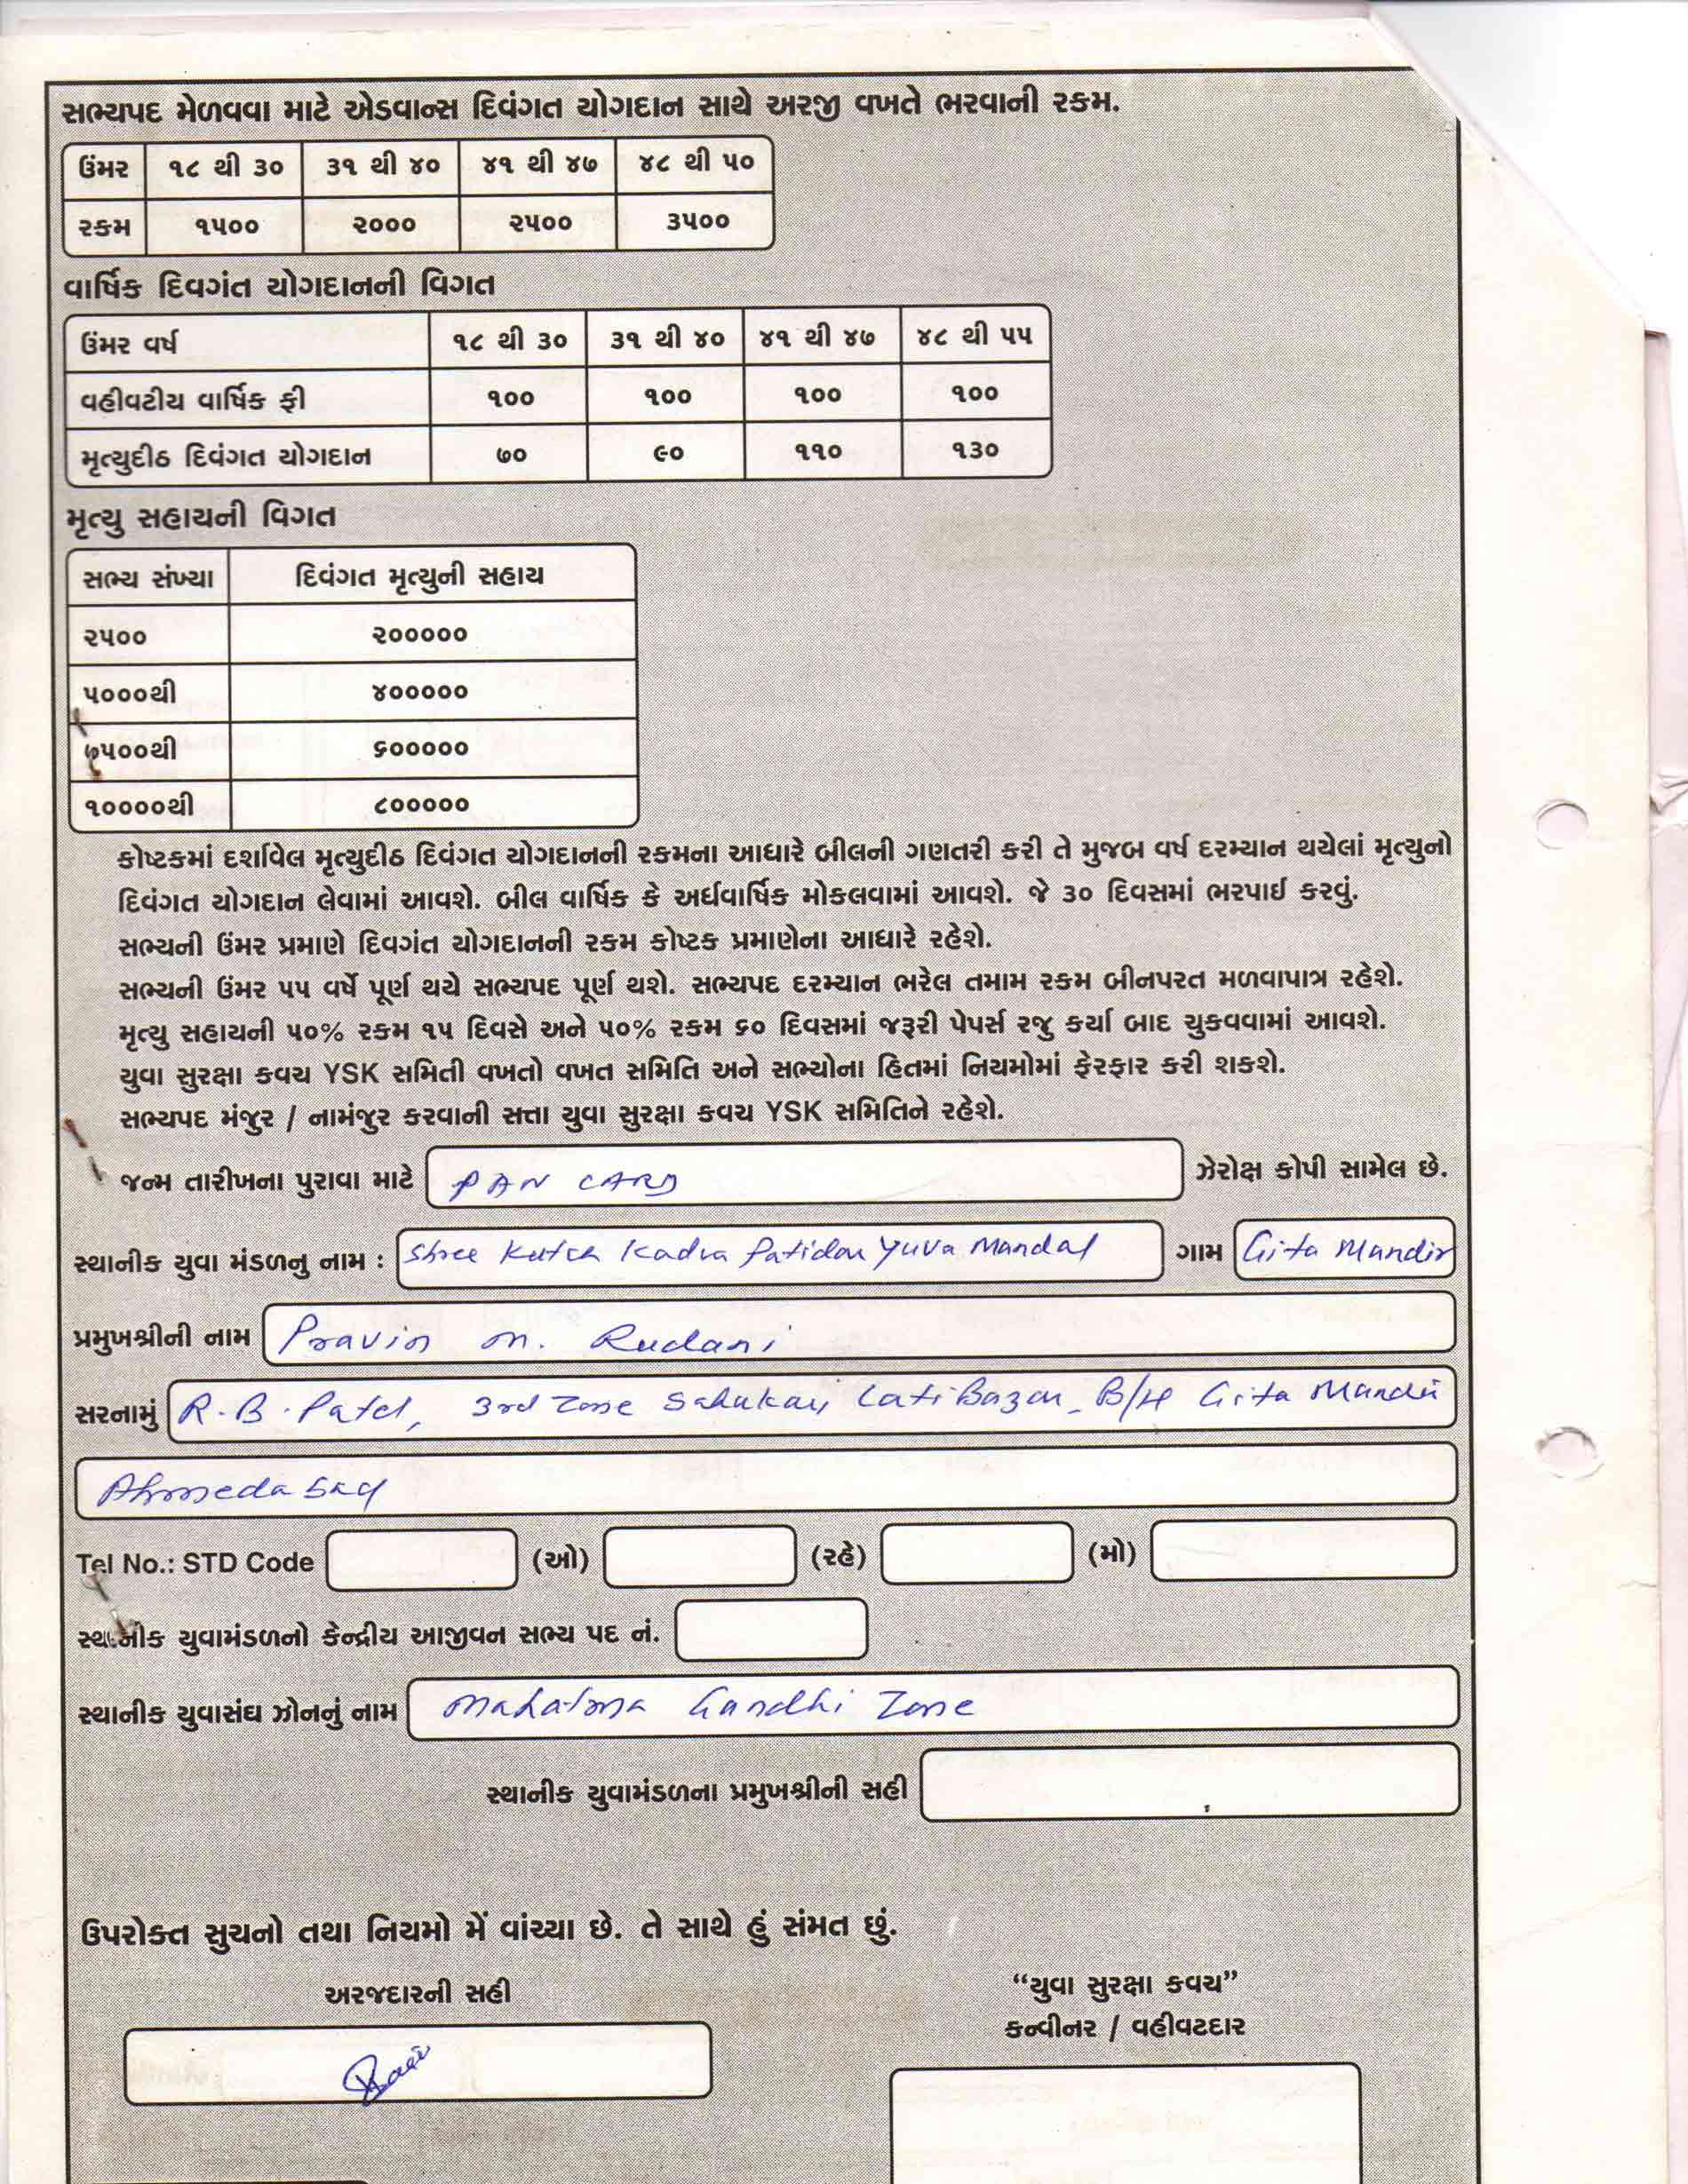 સભ્યપદ મેળવવા માટે એડવાન્સ દિવંગત યોગદાન સાથે અરજી વખતે ભરવાની રકમ.
ઉંમર ૧૮ થી ૩૦ ૩૧ થી ૪૦ ૪૧ થી ૪૭ ૪૮ થી ૫૦
રકમ ૧૫૦૦ ૨૦૦૦ ૨૫૦૦ ૩૫૦૦
વાર્ષિક દિવગંત યોગદાનની વિગત
ઉંમર વર્ષ ૧૮ થી ૩૦ ૩૧ થી ૪૦ ૪૧ થી ૪૭ ૪૮ થી ૫૫
વહીવટીય વાર્ષિક ફી ૧૦૦ ૧૦૦ ૧૦૦ ૧૦૦
મૃત્યુદીઠ દિવંગત યોગદાન ૭૦ ૯૦ ૧૧૦ ૧૩૦
મૃત્યુ સહાયની વિગત
સભ્ય સંખ્યા દિવંગત મૃત્યુની સહાય
૨૫૦૦ ૨૦૦૦૦૦
૫૦૦૦થી ૪૦૦૦૦૦
૭૫૦૦થી ૬૦૦૦૦૦
૧૦૦૦૦થી ૮૦૦૦૦૦
કોષ્ટકમાં દર્શાવેલ મૃત્યુદીઠ દિવંગત યોગદાનની રકમના આધારે બીલની ગણતરી કરી તે મુજબ વર્ષ દરમ્યાન થયેલાં મૃત્યુનો
દિવંગત યોગદાન લેવામાં આવશે. બીલ વાર્ષિક કે અર્ધવાર્ષિક મોકલવામાં આવશે. જે ૩૦ દિવસમાં ભરપાઈ કરવું.
સભ્યની ઉંમર પ્રમાણે દિવગંત યોગદાનની રકમ કોષ્ટક પ્રમાણેના આધારે રહેશે.
સભ્યની ઉંમર ૫૫ વર્ષે પૂર્ણ થયે સભ્યપદ પૂર્ણ થશે. સભ્યપદ દરમ્યાન ભરેલ તમામ રકમ બીનપરત મળવાપાત્ર રહેશે.
મૃત્યુ સહાયની ૫૦% રકમ ૧૫ દિવસે અને ૫૦% રકમ ૬૦ દિવસમાં જરૂરી પેપર્સ રજુ કર્યા બાદ ચુકવવામાં આવશે.
યુવા સુરક્ષા કવચ YSK સમિતી વખતો વખત સમિતિ અને સભ્યોના હિતમાં નિયમોમાં ફેરફાર કરી શકશે.
સભ્યપદ મંજુર / નામંજુર કરવાની સત્તા યુવા સુરક્ષા કવચ YSK સમિતિને રહેશે.
જન્મ તારીખના પુરાવા માટે PAN CARD ઝેરોક્ષ કોપી સામેલ છે.
સ્થાનીક યુવા મંડળનુ નામ : Shree Kutch Kadva Patidar Yuva Mandal ગામ Gita Mandir
પ્રમુખશ્રીની નામ Pravin M. Rudani
સરનામું R.B. Patel, 3rd Zone Sahakari Lati Bazar B/H Gita Mandir
Ahmedabad
Tel No.: STD Code (ઓ) (રહે) (મો)
સ્થાનીક યુવામંડળનો કેન્દ્રીય આજીવન સભ્ય પદ નં.
સ્થાનીક યુવાસંઘ ઝોનનું નામ Mahatma Gandhi Zone
સ્થાનીક યુવામંડળના પ્રમુખશ્રીની સહી
ઉપરોક્ત સુચનો તથા નિયમો મેં વાંચ્યા છે. તે સાથે હું સંમત છું.
અરજદારની સહી
“યુવા સુરક્ષા કવચ”
કન્વીનર / વહીવટદાર